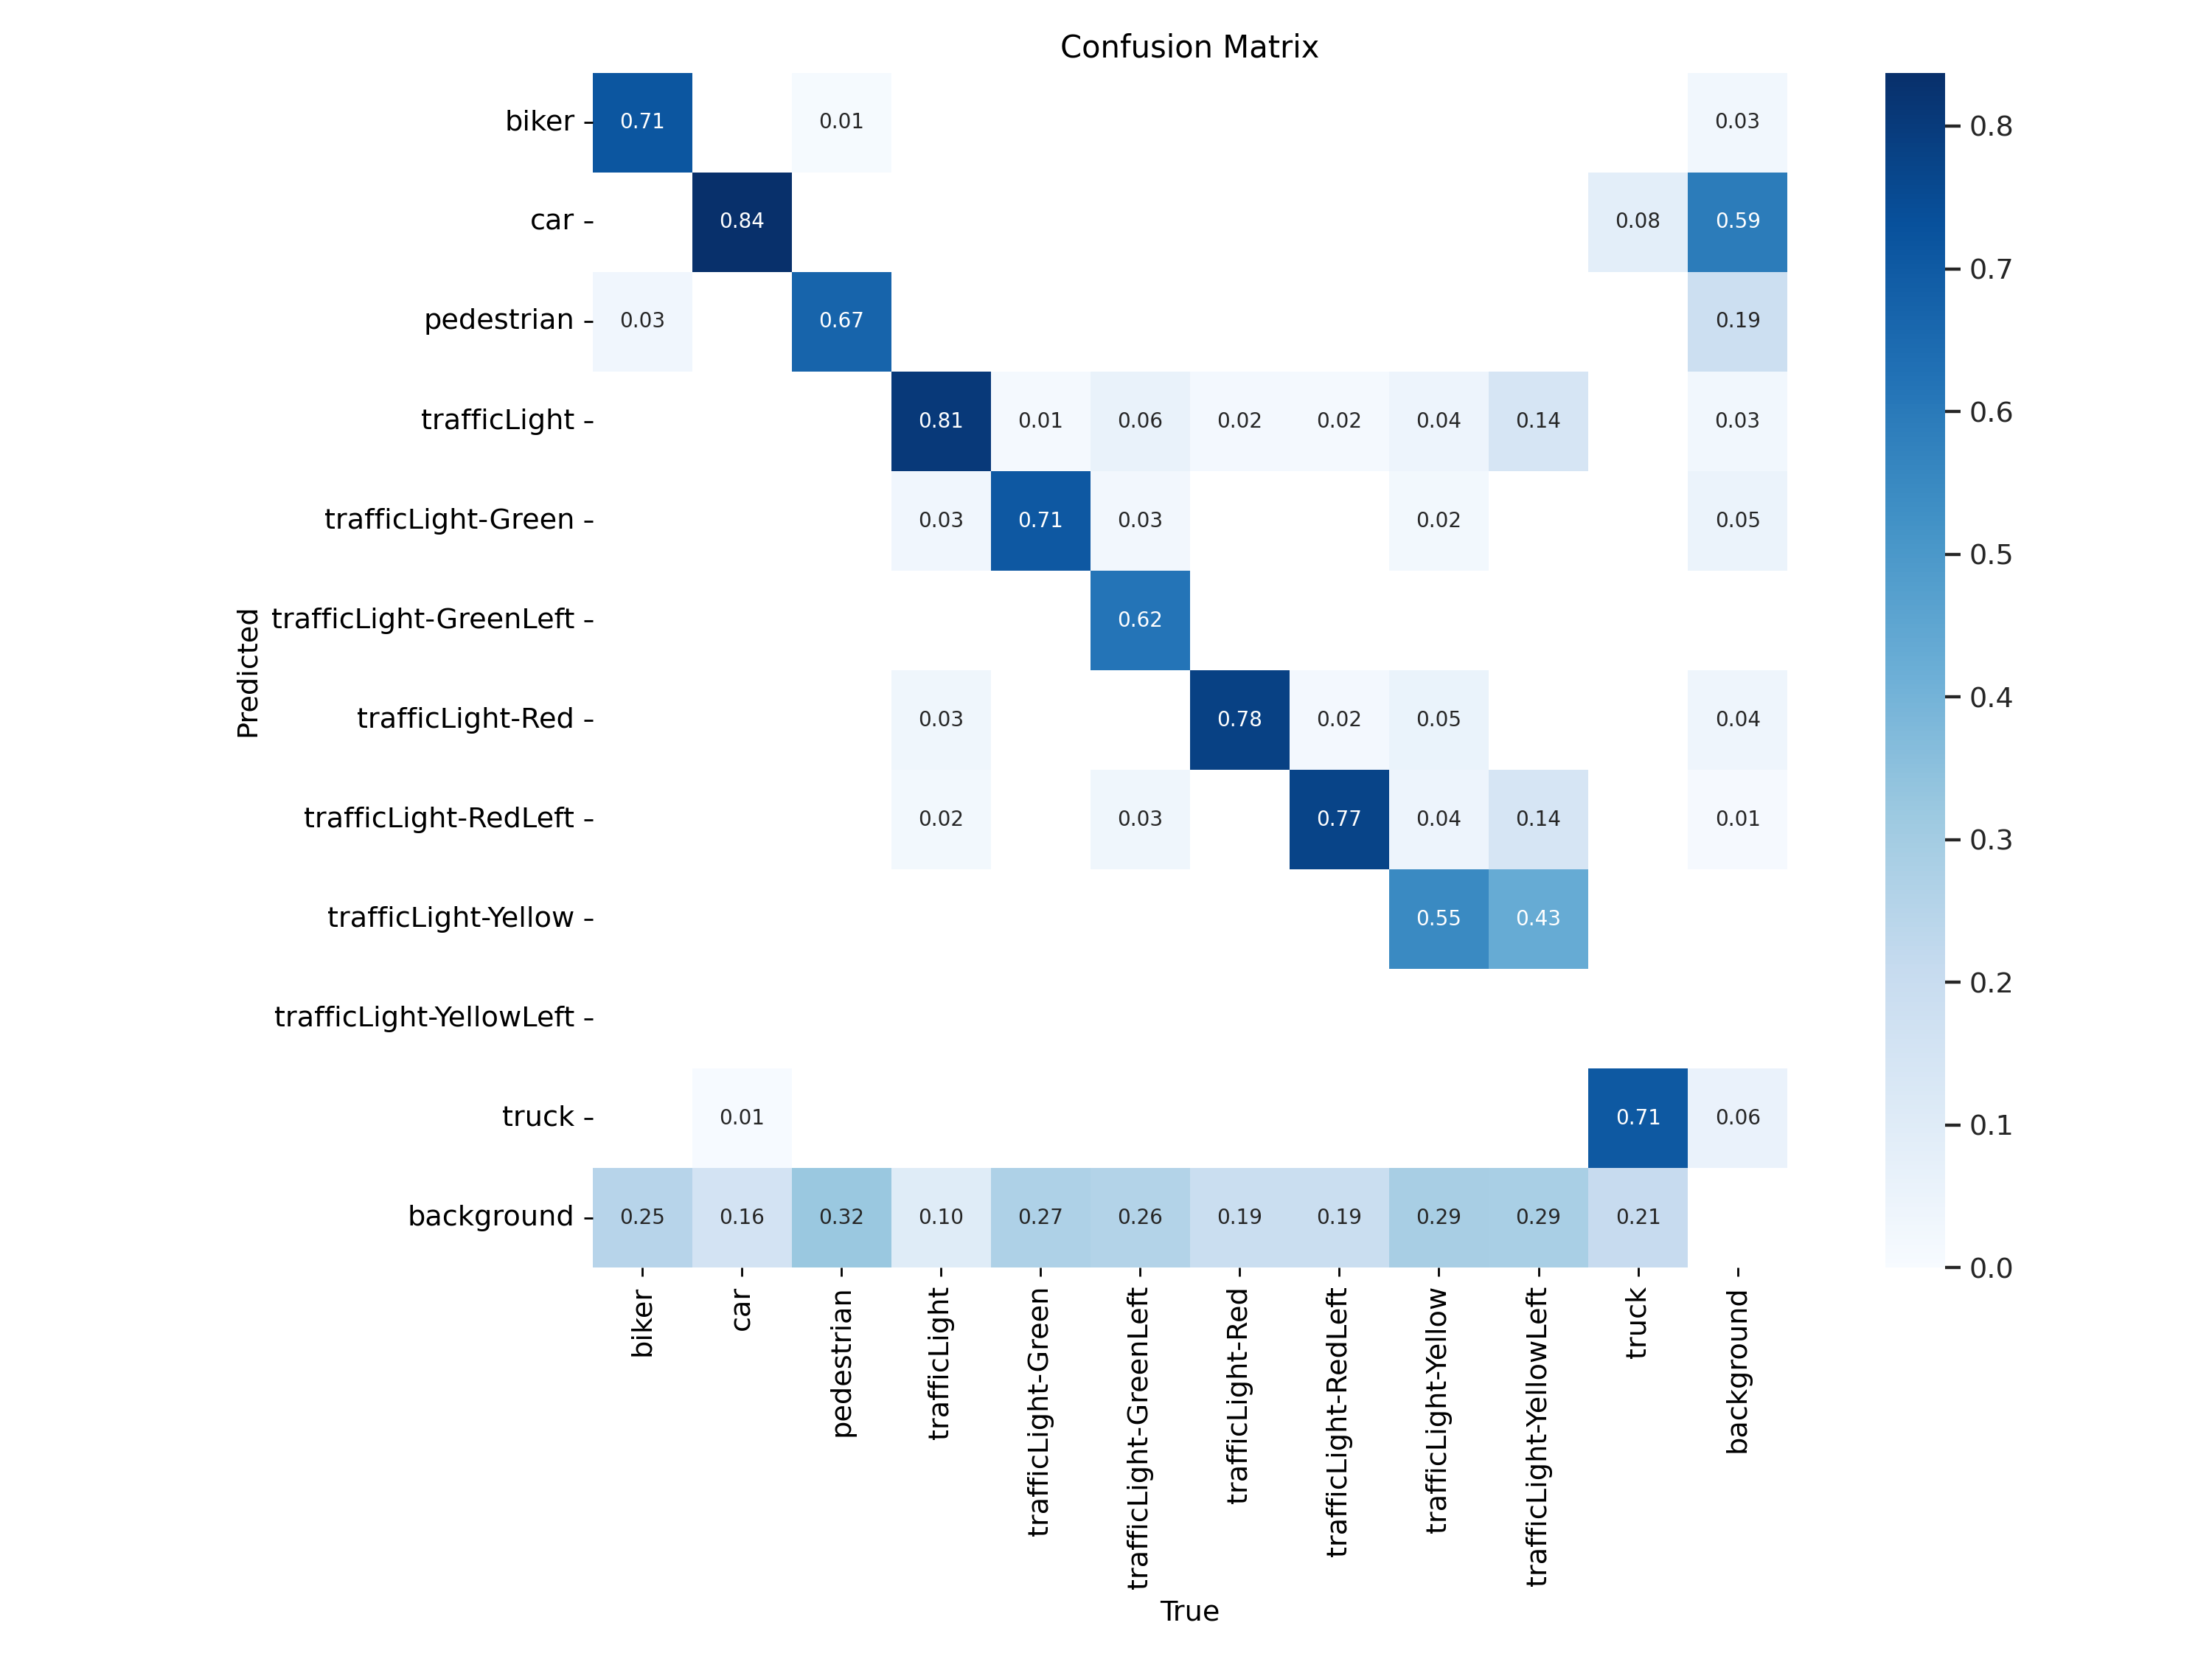 Confusion Matrix
biker 0.71 0.01 0.03
car 0.84 0.08 0.59
pedestrian 0.03 0.67 0.19
trafficLight 0.81 0.01 0.06 0.02 0.02 0.04 0.14 0.03
trafficLight-Green 0.03 0.71 0.03 0.02 0.05
trafficLight-GreenLeft 0.62
trafficLight-Red 0.03 0.78 0.02 0.05 0.04
trafficLight-RedLeft 0.02 0.03 0.77 0.04 0.14 0.01
trafficLight-Yellow 0.55 0.43
trafficLight-YellowLeft
truck 0.01 0.71 0.06
background 0.25 0.16 0.32 0.10 0.27 0.26 0.19 0.19 0.29 0.29 0.21
Predicted
biker
car
pedestrian
trafficLight
trafficLight-Green
trafficLight-GreenLeft
trafficLight-Red
trafficLight-RedLeft
trafficLight-Yellow
trafficLight-YellowLeft
truck
background
True
0.8
0.7
0.6
0.5
0.4
0.3
0.2
0.1
0.0